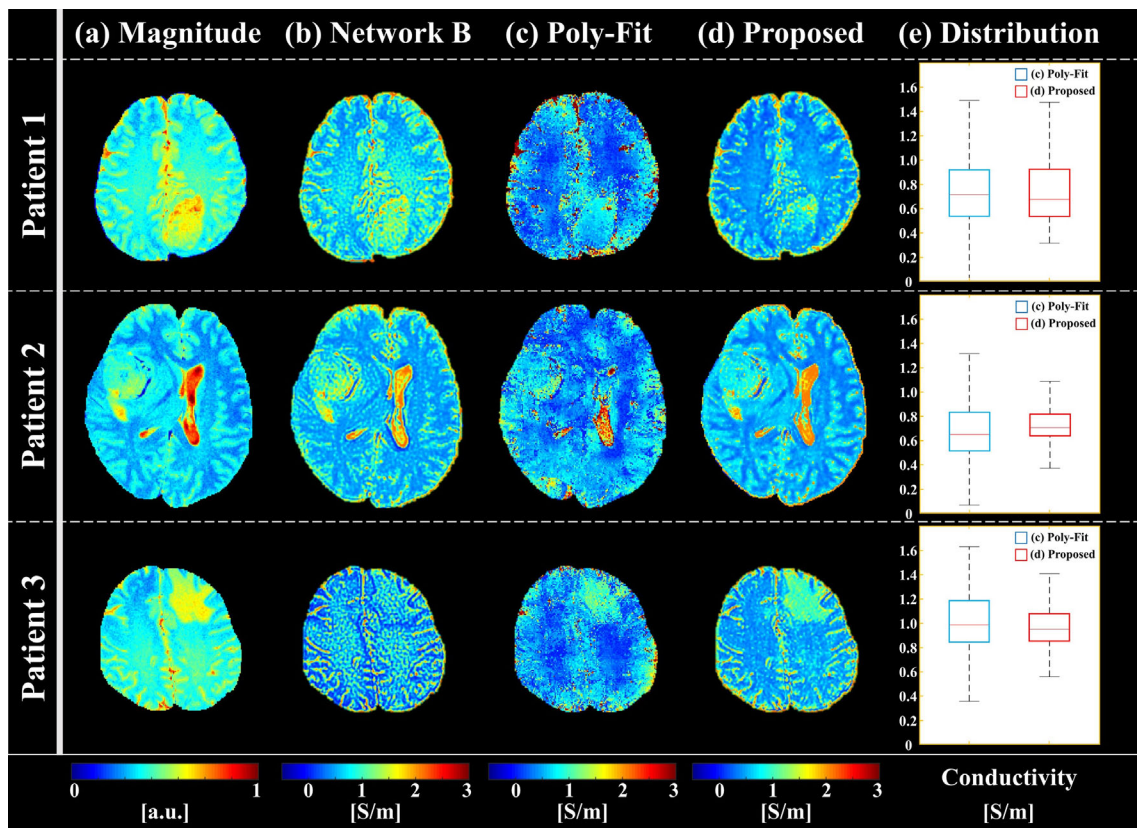 (a) Magnitude (b) Network B (c) Poly-Fit (d) Proposed (e) Distribution
Patient 1
1.6
1.4
1.2
1.0
0.8
0.6
0.4
0.2
0
(c) Poly-Fit
(d) Proposed
Patient 2
1.6
1.4
1.2
1.0
0.8
0.6
0.4
0.2
0
(c) Poly-Fit
(d) Proposed
Patient 3
1.6
1.4
1.2
1.0
0.8
0.6
0.4
0.2
0
(c) Poly-Fit
(d) Proposed
0 1
[a.u.]
0 1 2 3
[S/m]
0 1 2 3
[S/m]
0 1 2 3
[S/m]
Conductivity
[S/m]